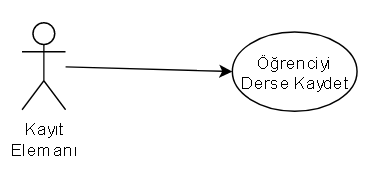 Öğrenciyi
Derse Kaydet
Kayıt
Elemanı